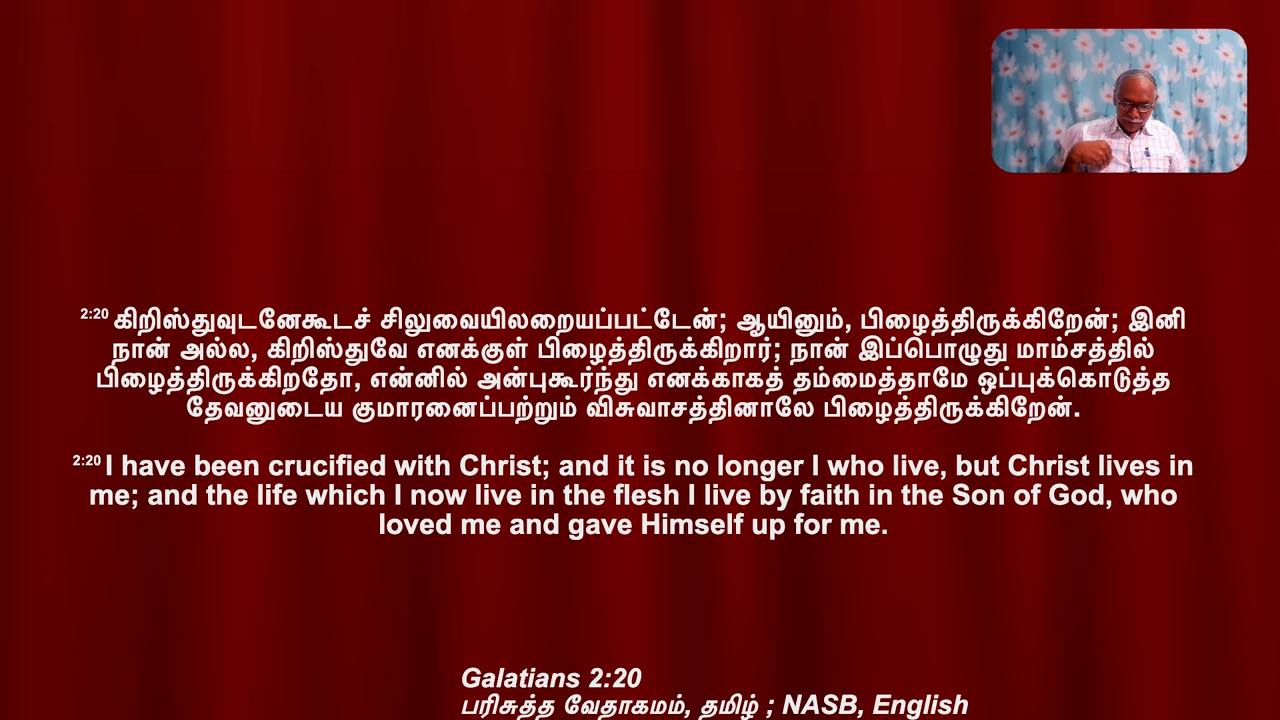 2:20 கிறிஸ்துவுடனேகூடச் சிலுவையிலறையப்பட்டேன்; ஆயினும், பிழைத்திருக்கிறேன்; இனி
நான் அல்ல, கிறிஸ்துவே எனக்குள் பிழைத்திருக்கிறார்; நான் இப்பொழுது மாம்சத்தில்
பிழைத்திருக்கிறதோ, என்னில் அன்புகூர்ந்து எனக்காகத் தம்மைத்தாமே ஒப்புக்கொடுத்த
தேவனுடைய குமாரனைப்பற்றும் விசுவாசத்தினாலே பிழைத்திருக்கிறேன்.
2:20 I have been crucified with Christ; and it is no longer I who live, but Christ lives in
me; and the life which I now live in the flesh I live by faith in the Son of God, who
loved me and gave Himself up for me.
Galatians 2:20
பரிசுத்த வேதாகமம், தமிழ் ; NASB, English